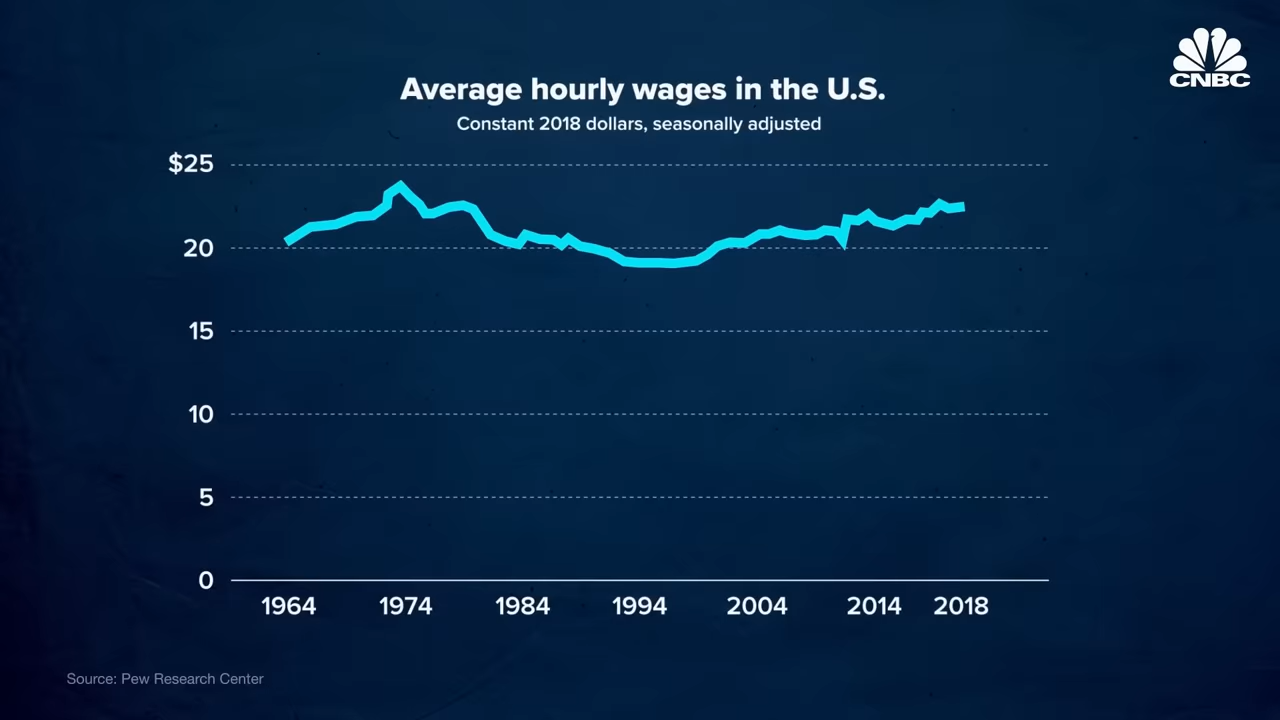 CNBC
Average hourly wages in the U.S.
Constant 2018 dollars, seasonally adjusted
$25
20
15
10
5
0
1964 1974 1984 1994 2004 2014 2018
Source: Pew Research Center